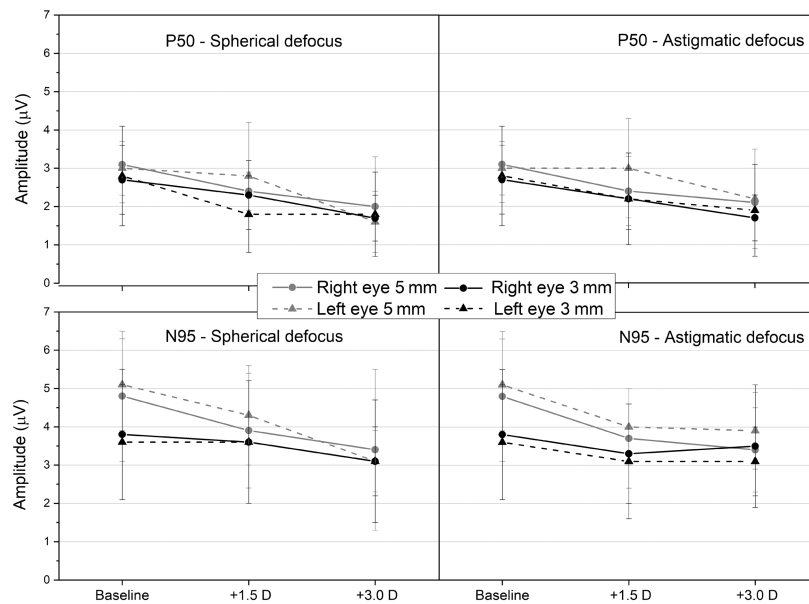 7
6
5
4
3
2
1
0
Amplitude (μV)
P50 - Spherical defocus
P50 - Astigmatic defocus
Right eye 5 mm
Right eye 3 mm
Left eye 5 mm
Left eye 3 mm
7
6
5
4
3
2
1
0
Amplitude (μV)
N95 - Spherical defocus
N95 - Astigmatic defocus
Baseline
+1.5 D
+3.0 D
Baseline
+1.5 D
+3.0 D